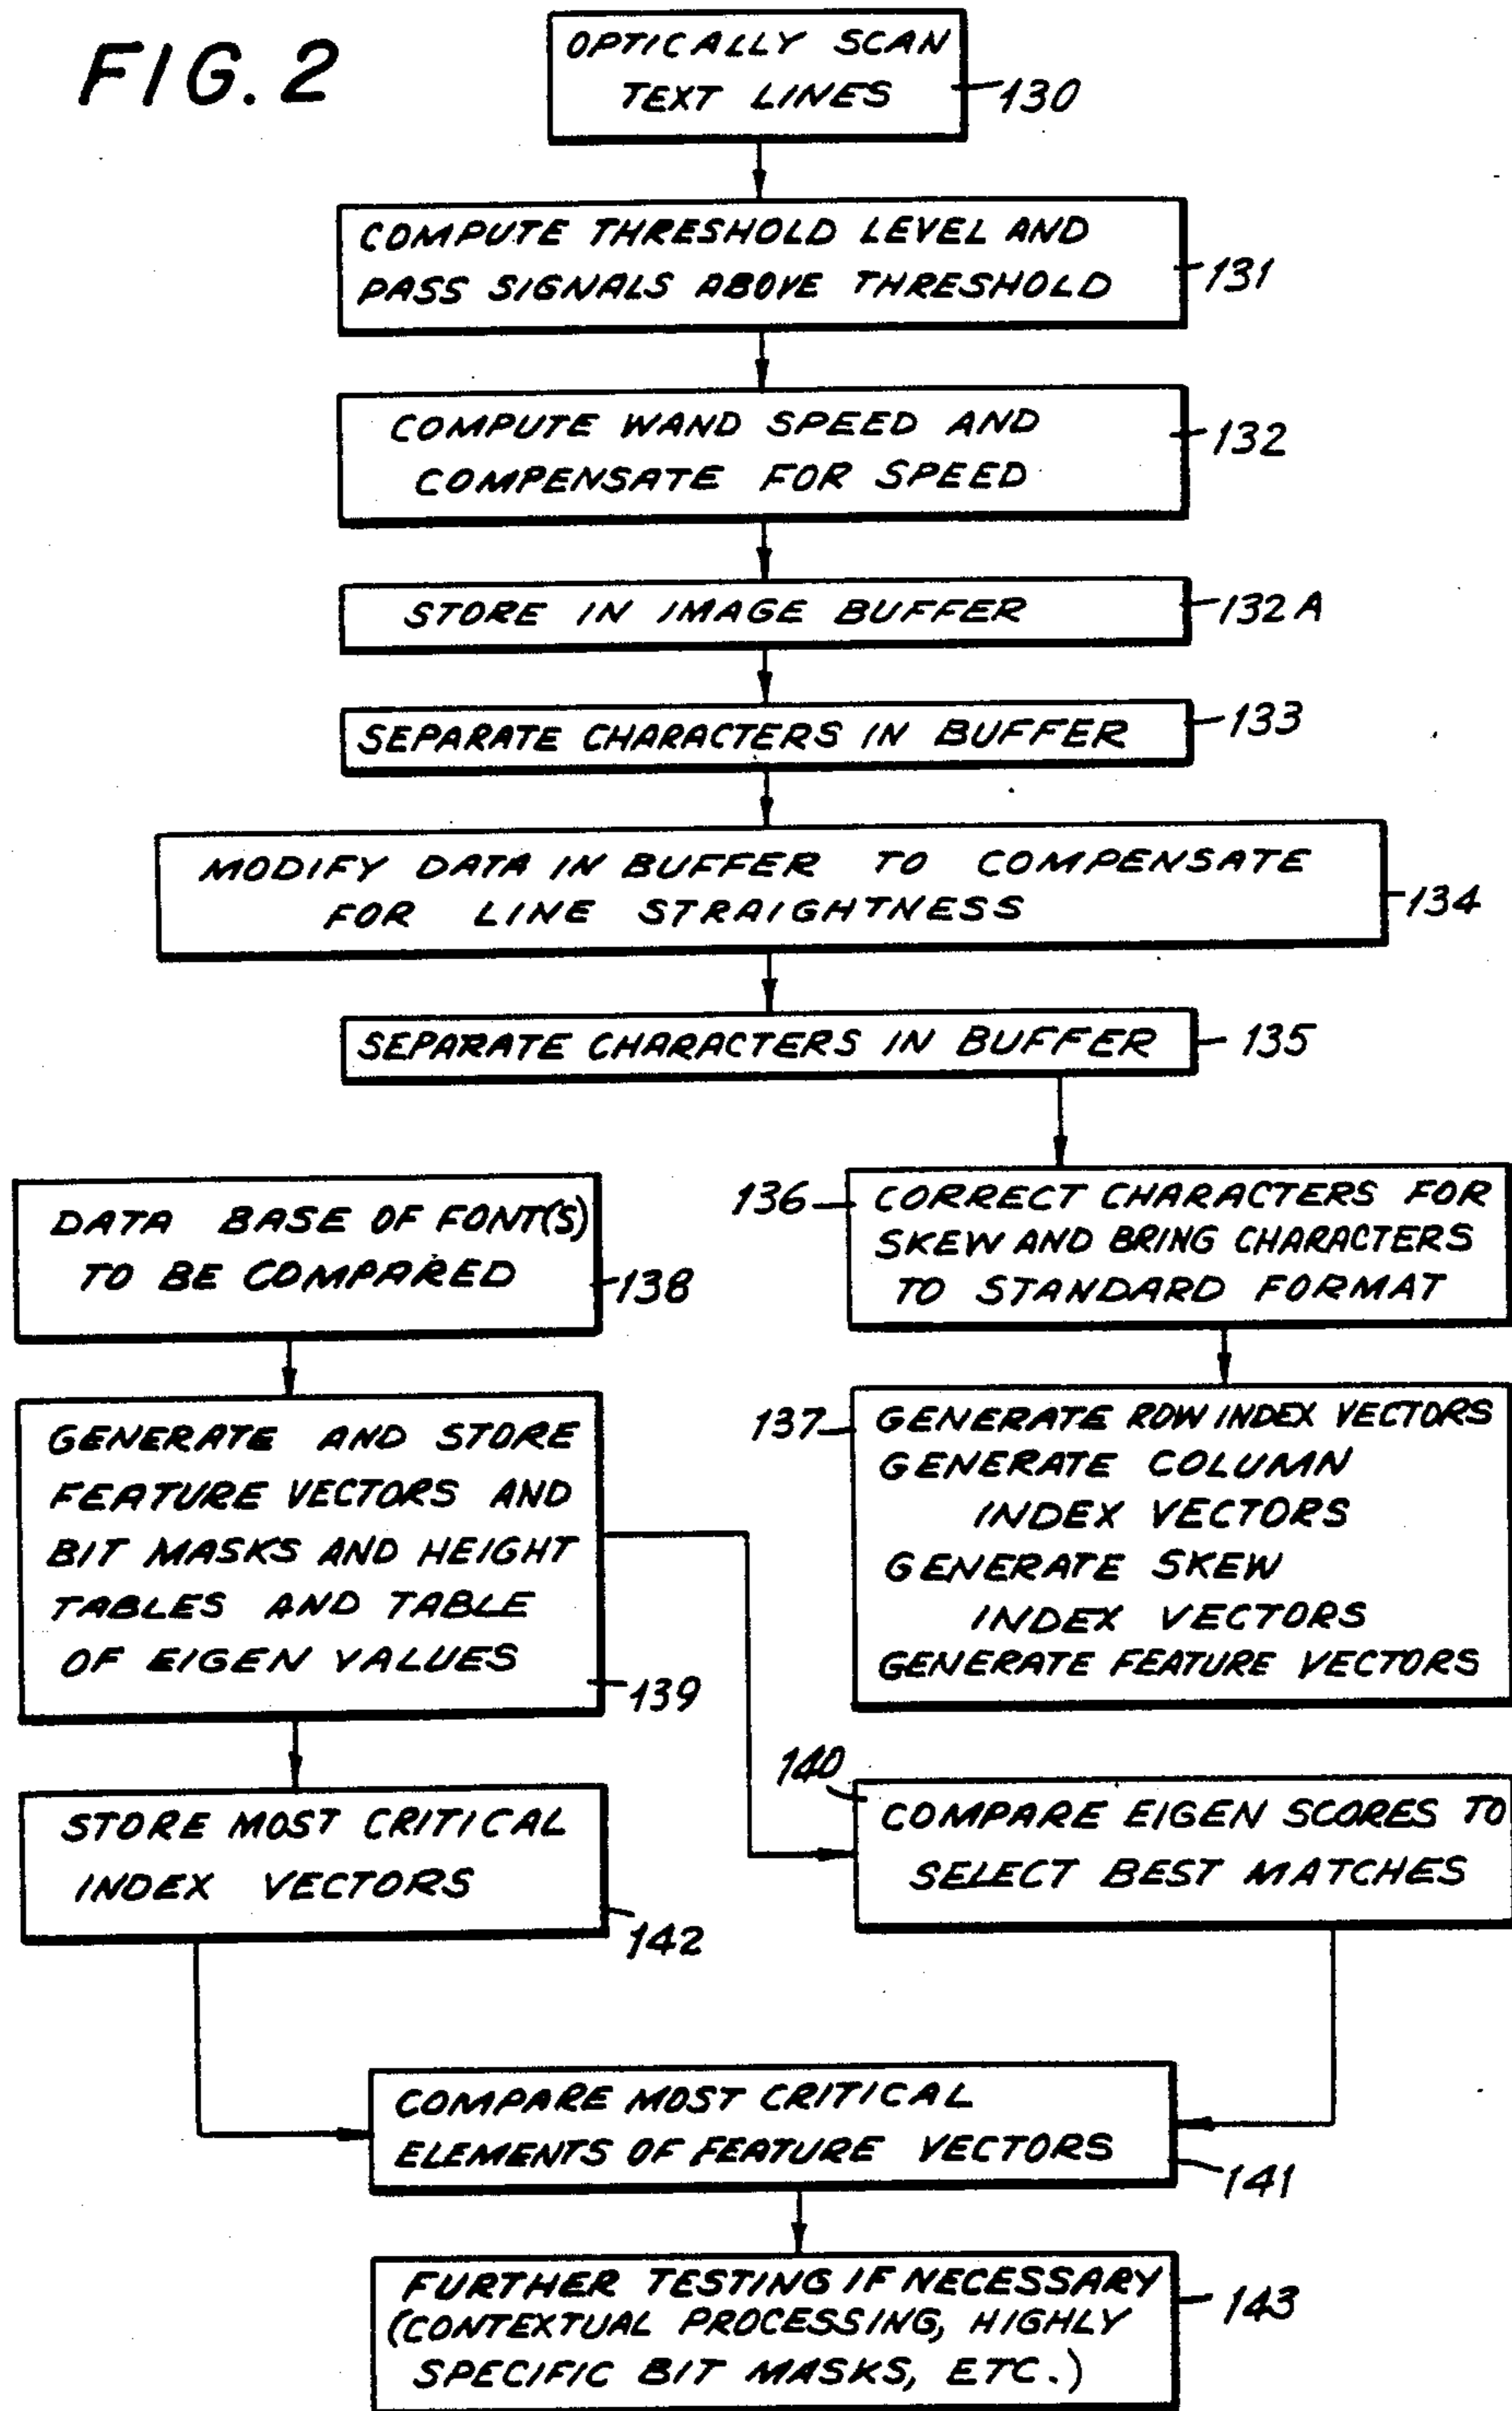 FIG. 2
OPTICALLY SCAN
TEXT LINES
130
COMPUTE THRESHOLD LEVEL AND
PASS SIGNALS ABOVE THRESHOLD
131
COMPUTE WAND SPEED AND
COMPENSATE FOR SPEED
132
STORE IN IMAGE BUFFER
132A
SEPARATE CHARACTERS IN BUFFER
133
MODIFY DATA IN BUFFER TO COMPENSATE
FOR LINE STRAIGHTNESS
134
SEPARATE CHARACTERS IN BUFFER
135
DATA BASE OF FONT(S)
TO BE COMPARED
138
136
CORRECT CHARACTERS FOR
SKEW AND BRING CHARACTERS
TO STANDARD FORMAT
GENERATE AND STORE
FEATURE VECTORS AND
BIT MASKS AND HEIGHT
TABLES AND TABLE
OF EIGEN VALUES
139
137
GENERATE ROW INDEX VECTORS
GENERATE COLUMN
INDEX VECTORS
GENERATE SKEW
INDEX VECTORS
GENERATE FEATURE VECTORS
STORE MOST CRITICAL
INDEX VECTORS
142
140
COMPARE EIGEN SCORES TO
SELECT BEST MATCHES
COMPARE MOST CRITICAL
ELEMENTS OF FEATURE VECTORS
141
FURTHER TESTING IF NECESSARY
(CONTEXTUAL PROCESSING, HIGHLY
SPECIFIC BIT MASKS, ETC.)
143